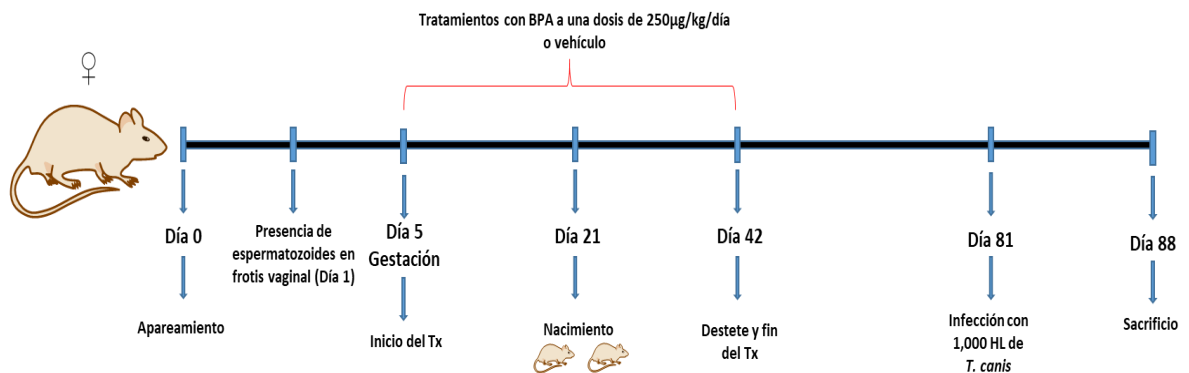 Tratamientos con BPA a una dosis de 250µg/kg/día
o vehículo
♀
Día 0
Apareamiento
Presencia de
espermatozoides en
frotis vaginal (Día 1)
Día 5
Gestación
Inicio del Tx
Día 21
Nacimiento
Día 42
Destete y fin
del Tx
Día 81
Infección con
1,000 HL de
T. canis
Día 88
Sacrificio